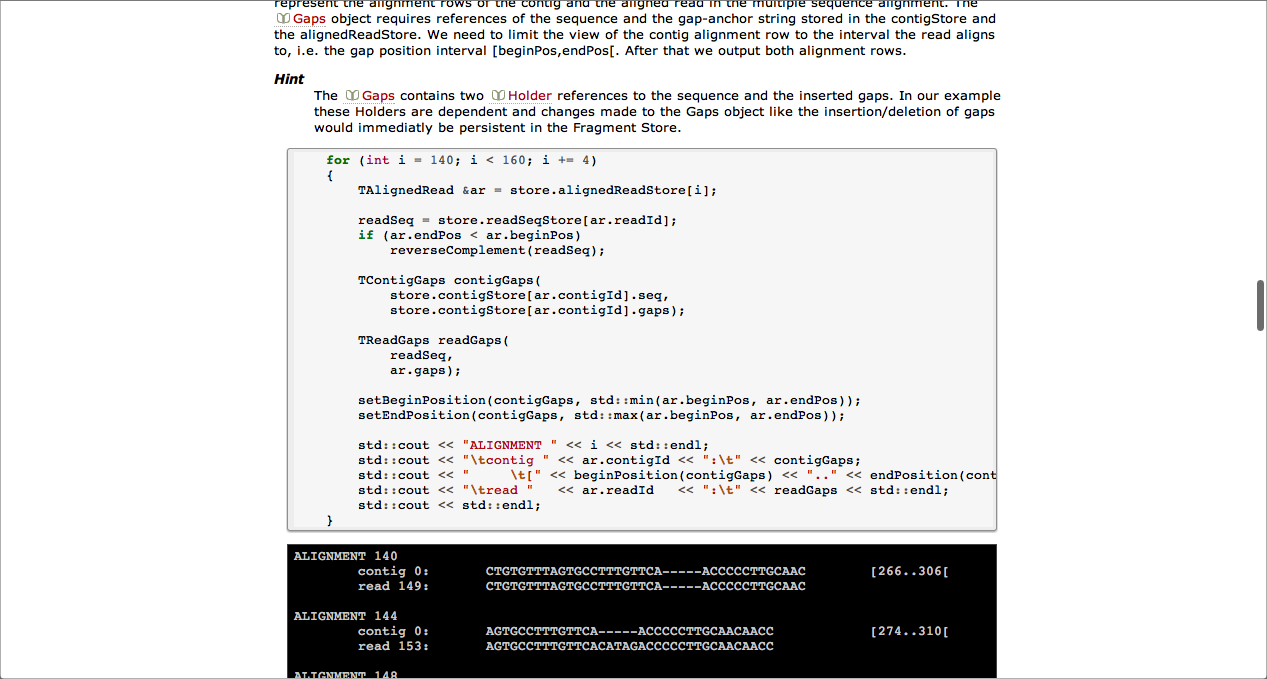 represent the alignment rows of the contig and the aligned read in the multiple sequence alignment. The
Gaps object requires references of the sequence and the gap-anchor string stored in the contigStore and
the alignedReadStore. We need to limit the view of the contig alignment row to the interval the read aligns
to, i.e. the gap position interval [beginPos,endPos[. After that we output both alignment rows.
Hint
The Gaps contains two Holder references to the sequence and the inserted gaps. In our example
these Holders are dependent and changes made to the Gaps object like the insertion/deletion of gaps
would immediatly be persistent in the Fragment Store.
for (int i = 140; i < 160; i += 4)
{
TAlignedRead &ar = store.alignedReadStore[i];
readSeq = store.readSeqStore[ar.readId];
if (ar.endPos < ar.beginPos)
reverseComplement(readSeq);
TContigGaps contigGaps(
store.contigStore[ar.contigId].seq,
store.contigStore[ar.contigId].gaps);
TReadGaps readGaps(
readSeq,
ar.gaps);
setBeginPosition(contigGaps, std::min(ar.beginPos, ar.endPos));
setEndPosition(contigGaps, std::max(ar.beginPos, ar.endPos));
std::cout << "ALIGNMENT " << i << std::endl;
std::cout << "\tcontig " << ar.contigId << ":\t" << contigGaps;
std::cout << "     \t[" << beginPosition(contigGaps) << ".." << endPosition(cont
std::cout << "\tread "   << ar.readId   << ":\t" << readGaps << std::endl;
std::cout << std::endl;
}
ALIGNMENT 140
contig 0: CTGTGTTTAGTGCCTTTGTTCA-----ACCCCCTTGCAAC [266..306[
read 149: CTGTGTTTAGTGCCTTTGTTCA-----ACCCCCTTGCAAC
ALIGNMENT 144
contig 0: AGTGCCTTTGTTCA-----ACCCCCTTGCAACAACC [274..310[
read 153: AGTGCCTTTGTTCACATAGACCCCCTTGCAACAACC
ALIGNMENT 148